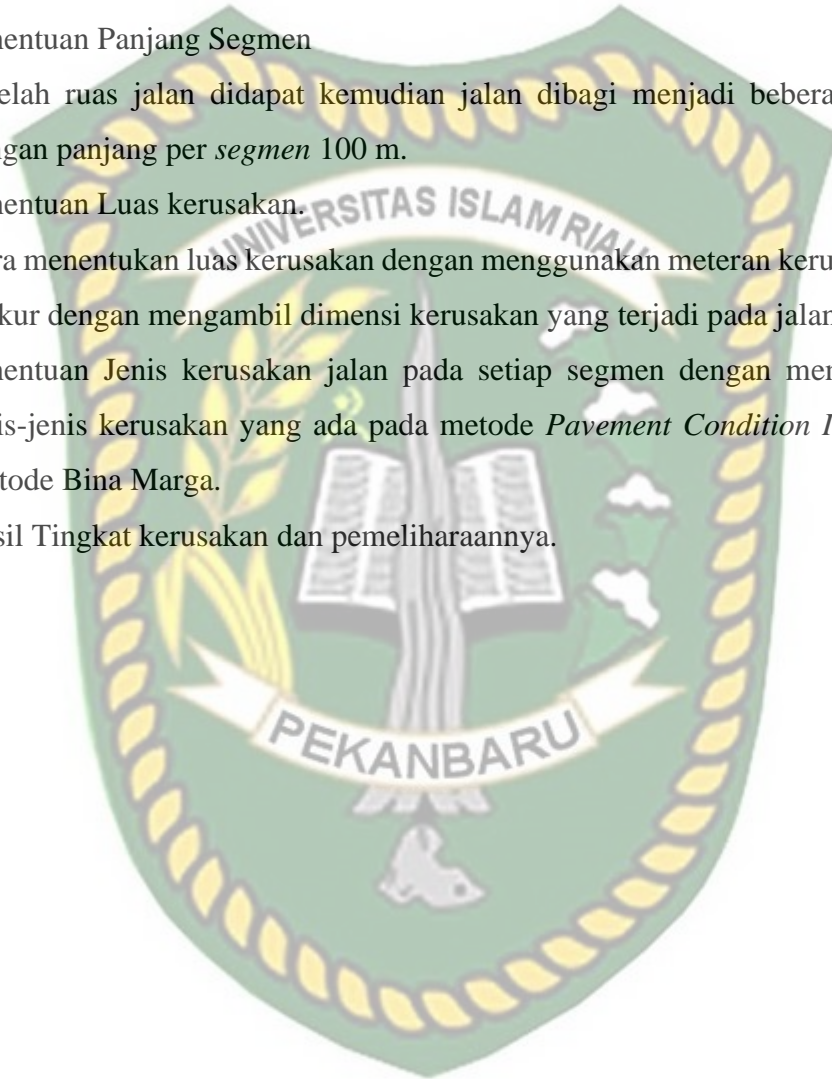 nentuan Panjang Segmen
elah ruas jalan didapat kemudian jalan dibagi menjadi bebera
ngan panjang per segmen 100 m.
nentuan Luas kerusakan.
UNIVERSITAS ISLAM RIAU
ra menentukan luas kerusakan dengan menggunakan meteran keru
kur dengan mengambil dimensi kerusakan yang terjadi pada jalan
nentuan Jenis kerusakan jalan pada setiap segmen dengan men
is-jenis kerusakan yang ada pada metode Pavement Condition I
tode Bina Marga.
sil Tingkat kerusakan dan pemeliharaannya.
PEKANBARU